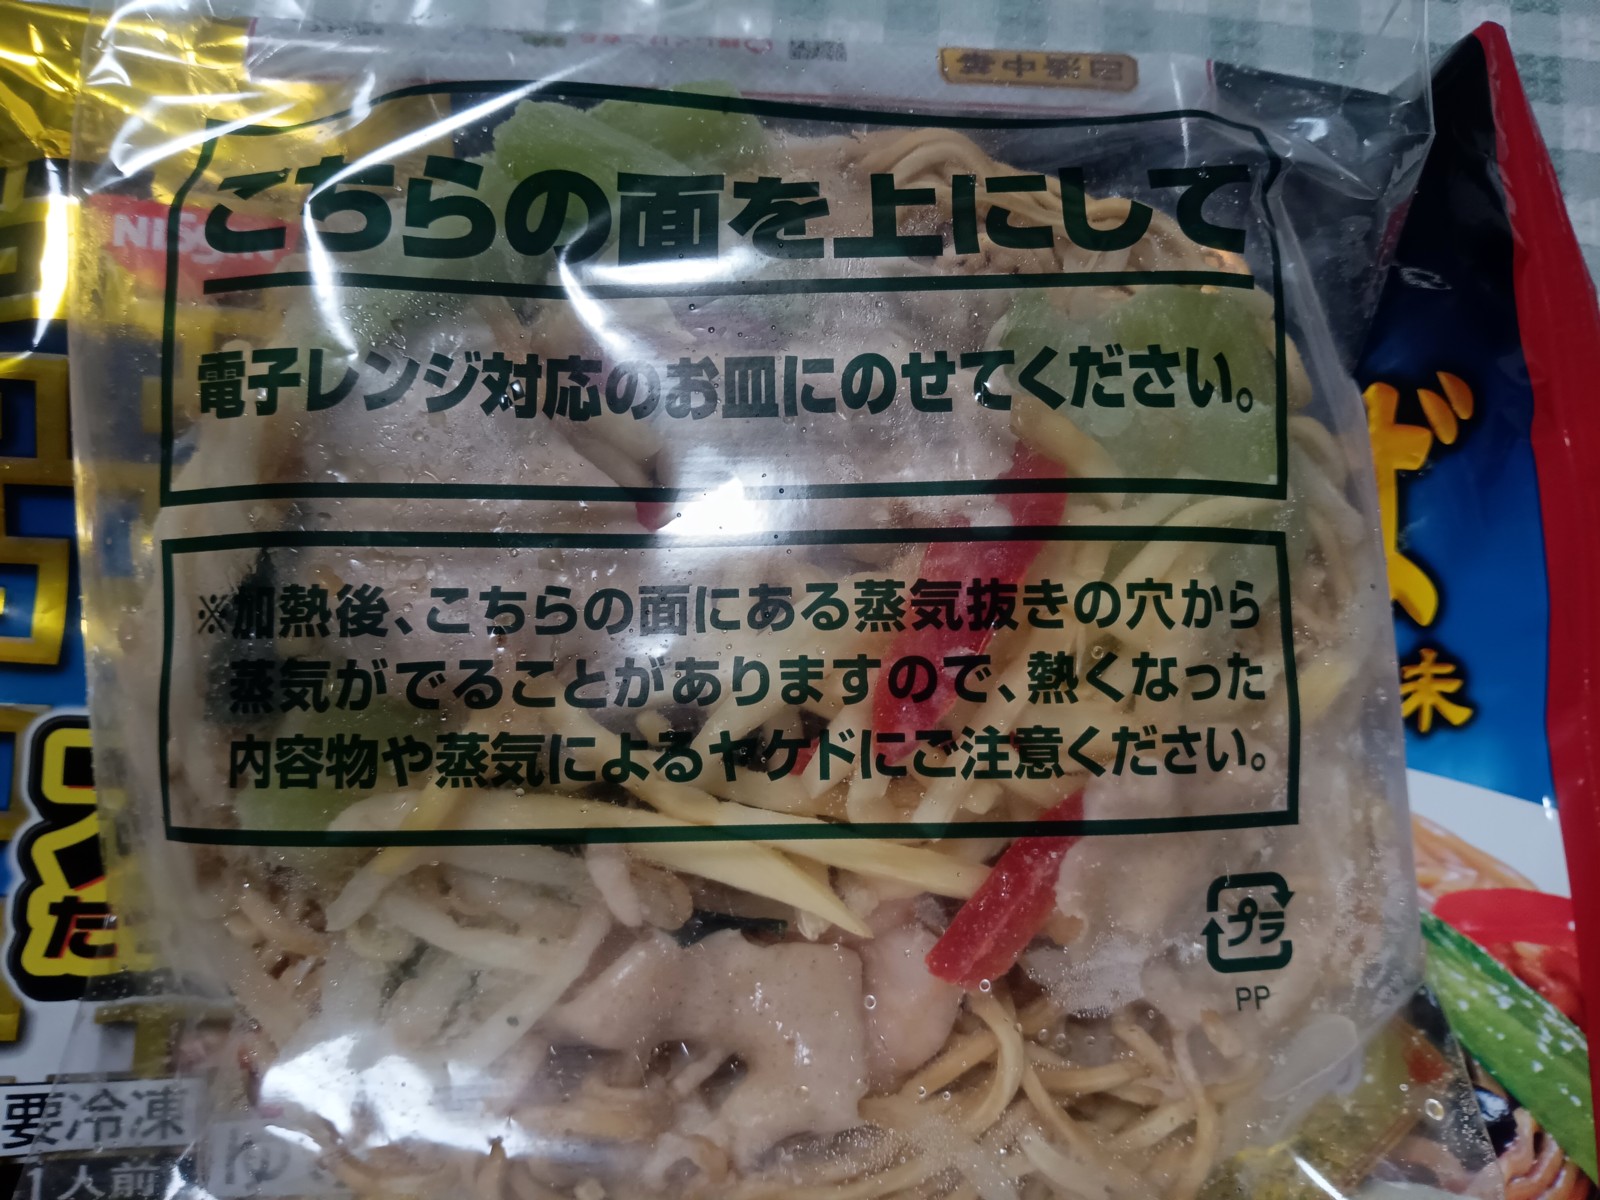 こちらの面を上にして
電子レンジ対応のお皿にのせてください。
※加熱後、こちらの面にある蒸気抜きの穴から
蒸気がでることがありますので、熱くなった
内容物や蒸気によるヤケドにご注意ください。
プラ
PP
NISSIN
ば
味
た
要冷凍
1人前